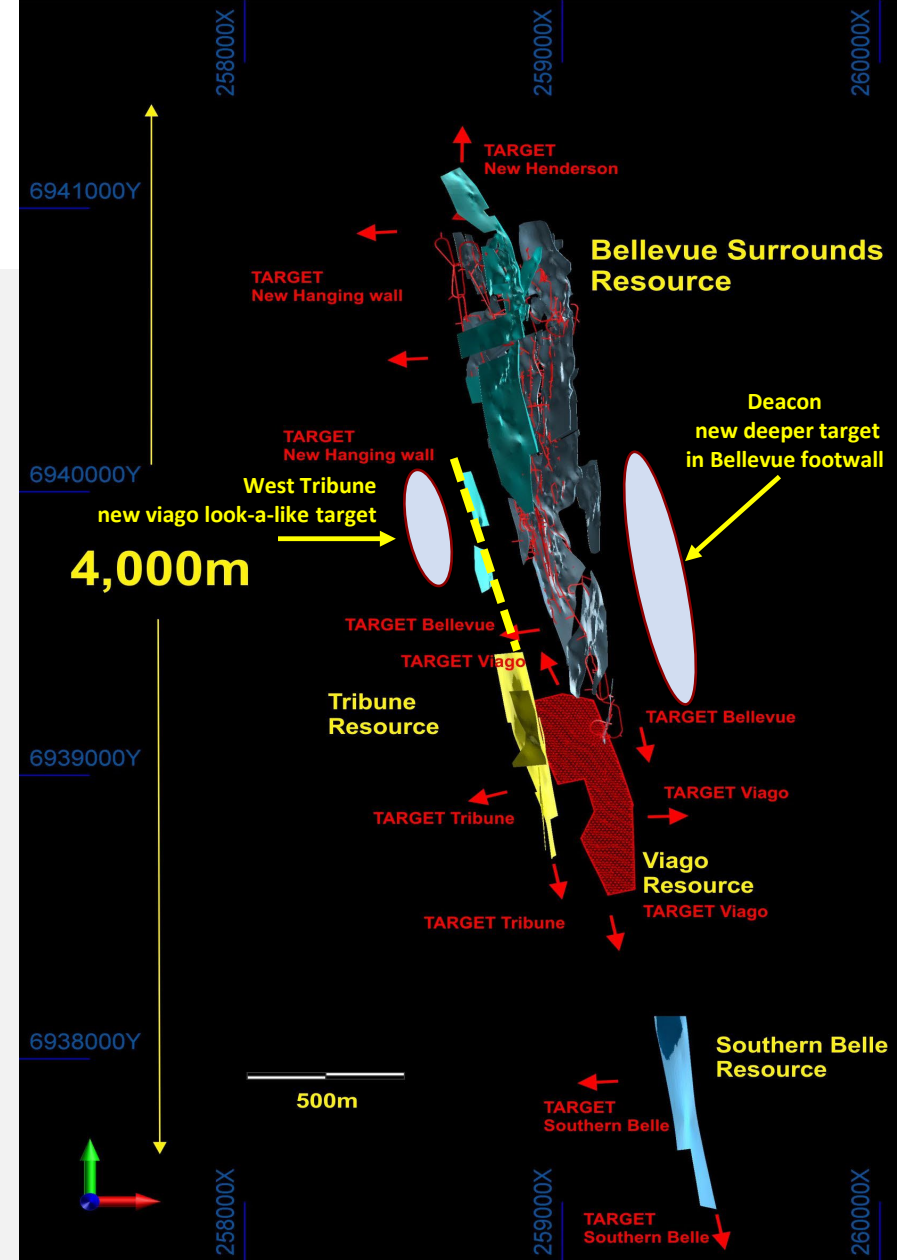 258000X
259000X
260000X
TARGET
New Henderson
6941000Y
Bellevue Surrounds
Resource
TARGET
New Hanging wall
Deacon
new deeper target
in Bellevue footwall
TARGET
New Hanging wall
6940000Y
West Tribune
new viago look-a-like target
4,000m
TARGET Bellevue
TARGET Viago
Tribune
Resource
TARGET Bellevue
6939000Y
TARGET Viago
TARGET Tribune
Viago
Resource
TARGET Viago
TARGET Tribune
6938000Y
Southern Belle
Resource
500m
TARGET
Southern Belle
258000X
259000X
260000X
TARGET
Southern Belle